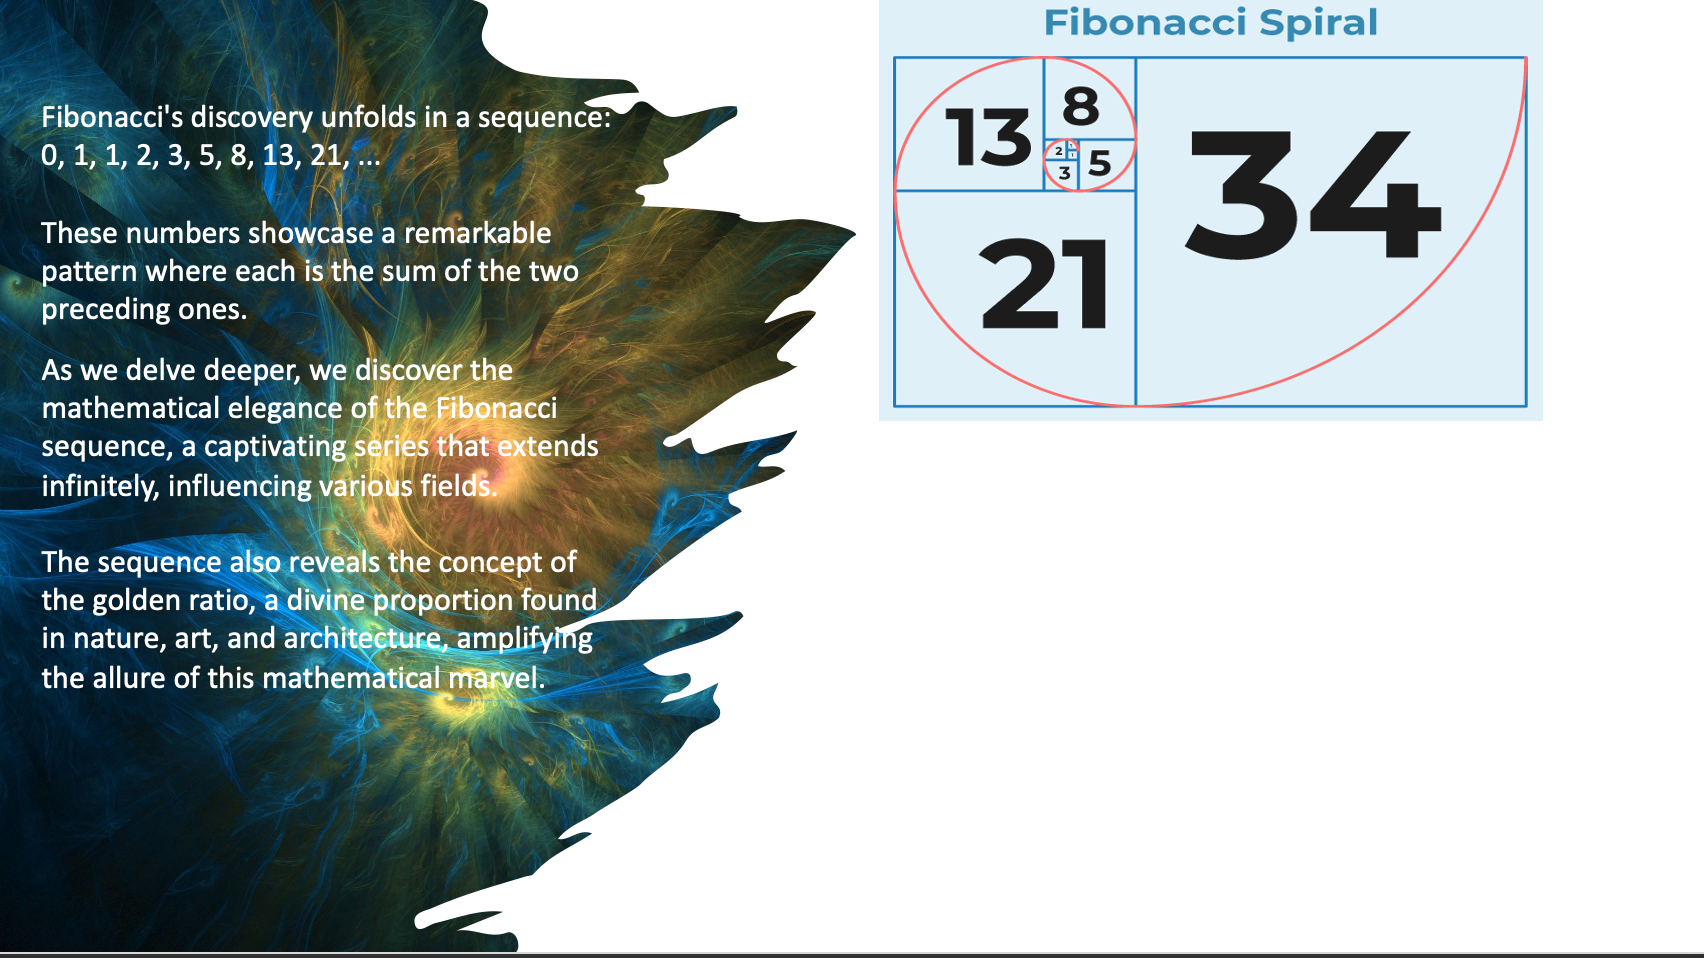 Fibonacci's discovery unfolds in a sequence:
0, 1, 1, 2, 3, 5, 8, 13, 21, ...
These numbers showcase a remarkable
pattern where each is the sum of the two
preceding ones.
As we delve deeper, we discover the
mathematical elegance of the Fibonacci
sequence, a captivating series that extends
infinitely, influencing various fields.
The sequence also reveals the concept of
the golden ratio, a divine proportion found
in nature, art, and architecture, amplifying
the allure of this mathematical marvel.
Fibonacci Spiral
13
8
34
2
1
1
3
5
21